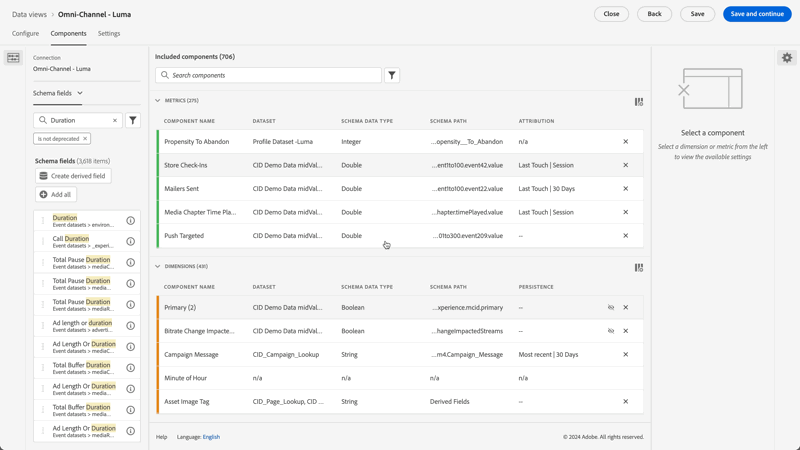 Data views > Omni-Channel - Luma
Close
Back
Save
Save and continue
Configure
Components
Settings
Connection
Omni-Channel - Luma
Schema fields
Duration
Is not deprecated
Schema fields (3,618 items)
Create derived field
Add all
Duration
Event datasets > environ...
Call Duration
Event datasets > _experi...
Total Pause Duration
Event datasets > mediaC...
Total Pause Duration
Event datasets > media...
Total Pause Duration
Event datasets > mediaR...
Ad length or duration
Event datasets > adverti...
Ad Length Or Duration
Event datasets > mediaC...
Total Buffer Duration
Event datasets > mediaC...
Ad Length Or Duration
Event datasets > media...
Total Buffer Duration
Event datasets > media...
Ad Length Or Duration
Event datasets > mediaR...
Included components (706)
Search components
METRICS (275)
COMPONENT NAME DATASET SCHEMA DATA TYPE SCHEMA PATH ATTRIBUTION
Propensity To Abandon Profile Dataset -Luma Integer ...opensity__To_Abandon n/a
Store Check-Ins CID Demo Data midVal... Double ...ent1to100.event42.value Last Touch | Session
Mailers Sent CID Demo Data midVal... Double ...ent1to100.event22.value Last Touch | 30 Days
Media Chapter Time Pla... CID Demo Data midVal... Double ...hapter.timePlayed.value Last Touch | Session
Push Targeted CID Demo Data midVal... Double ...01to300.event209.value --
DIMENSIONS (431)
COMPONENT NAME DATASET SCHEMA DATA TYPE SCHEMA PATH PERSISTENCE
Primary (2) CID Demo Data midVal... Boolean ...xperience.mcid.primary --
Bitrate Change Impacte... CID Demo Data midVal... Boolean ...hangeImpactedStreams --
Campaign Message CID_Campaign_Lookup String ...m4.Campaign_Message Most recent | 30 Days
Minute of Hour n/a n/a n/a n/a
Asset Image Tag CID_Page_Lookup, CID ... String Derived Fields --
Select a component
Select a dimension or metric from the left
to view the available settings
Help Language: English © 2024 Adobe. All rights reserved.